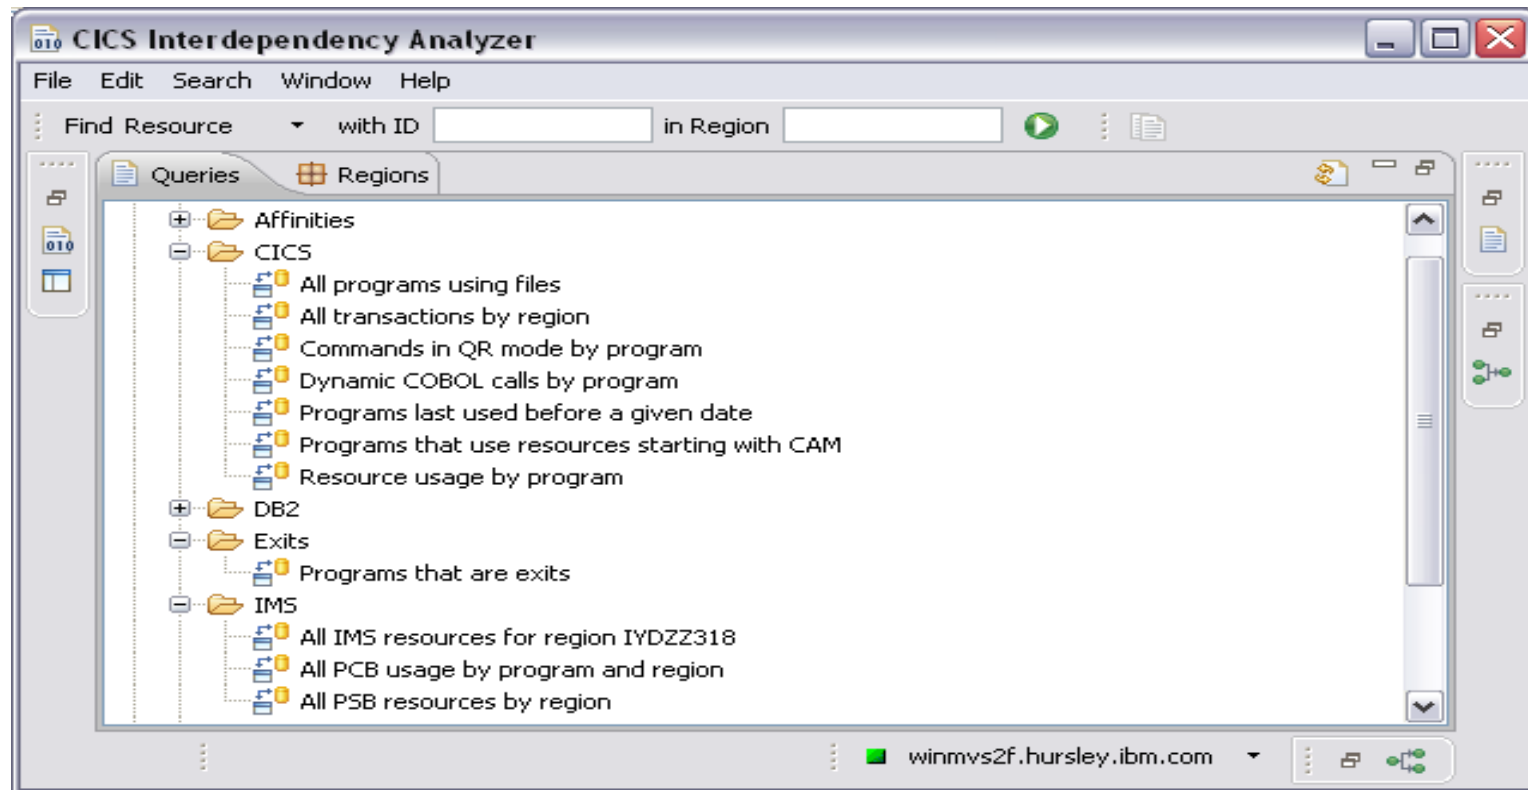 CICS Interdependency Analyzer
File Edit Search Window Help
Find Resource with ID in Region
Queries Regions
Affinities
CICS
All programs using files
All transactions by region
Commands in QR mode by program
Dynamic COBOL calls by program
Programs last used before a given date
Programs that use resources starting with CAM
Resource usage by program
DB2
Exits
Programs that are exits
IMS
All IMS resources for region IYDZZ318
All PCB usage by program and region
All PSB resources by region
winmvs2f.hursley.ibm.com